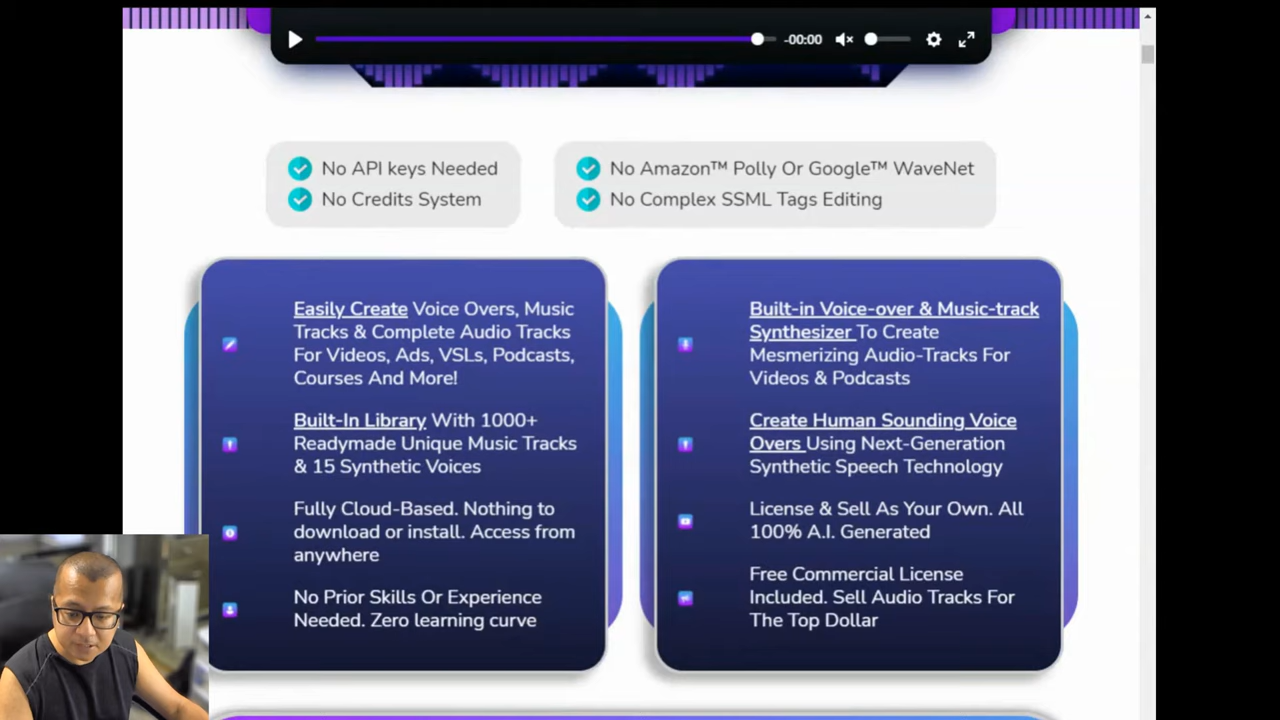 -00:00
No API keys Needed
No Credits System
No Amazon™ Polly Or Google™ WaveNet
No Complex SSML Tags Editing
Easily Create Voice Overs, Music
Tracks & Complete Audio Tracks
For Videos, Ads, VSLs, Podcasts,
Courses And More!
Built-In Library With 1000+
Readymade Unique Music Tracks
& 15 Synthetic Voices
Fully Cloud-Based. Nothing to
download or install. Access from
anywhere
No Prior Skills Or Experience
Needed. Zero learning curve
Built-in Voice-over & Music-track
Synthesizer To Create
Mesmerizing Audio-Tracks For
Videos & Podcasts
Create Human Sounding Voice
Overs Using Next-Generation
Synthetic Speech Technology
License & Sell As Your Own. All
100% A.I. Generated
Free Commercial License
Included. Sell Audio Tracks For
The Top Dollar